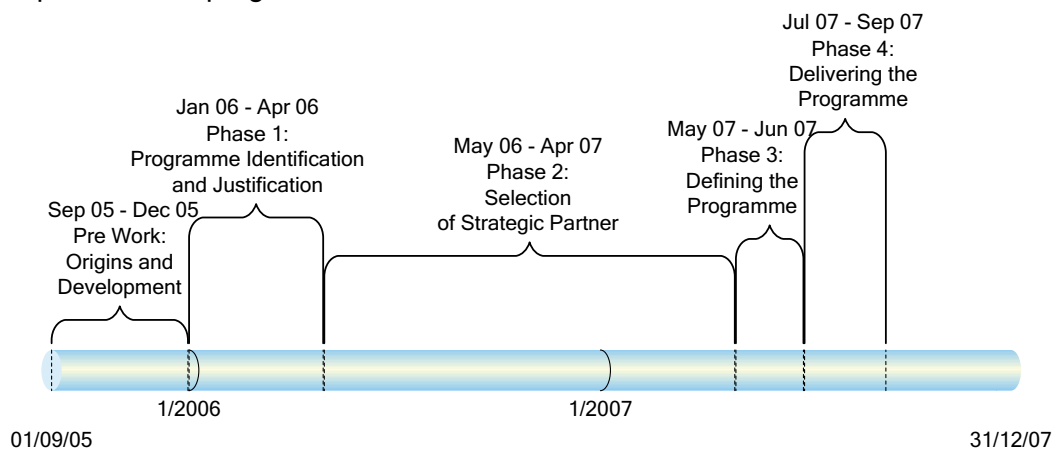 Sep 05 - Dec 05
Pre Work:
Origins and
Development
Jan 06 - Apr 06
Phase 1:
Programme Identification
and Justification
May 06 - Apr 07
Phase 2:
Selection
of Strategic Partner
May 07 - Jun 07
Phase 3:
Defining the
Programme
Jul 07 - Sep 07
Phase 4:
Delivering the
Programme
1/2006
1/2007
01/09/05
31/12/07